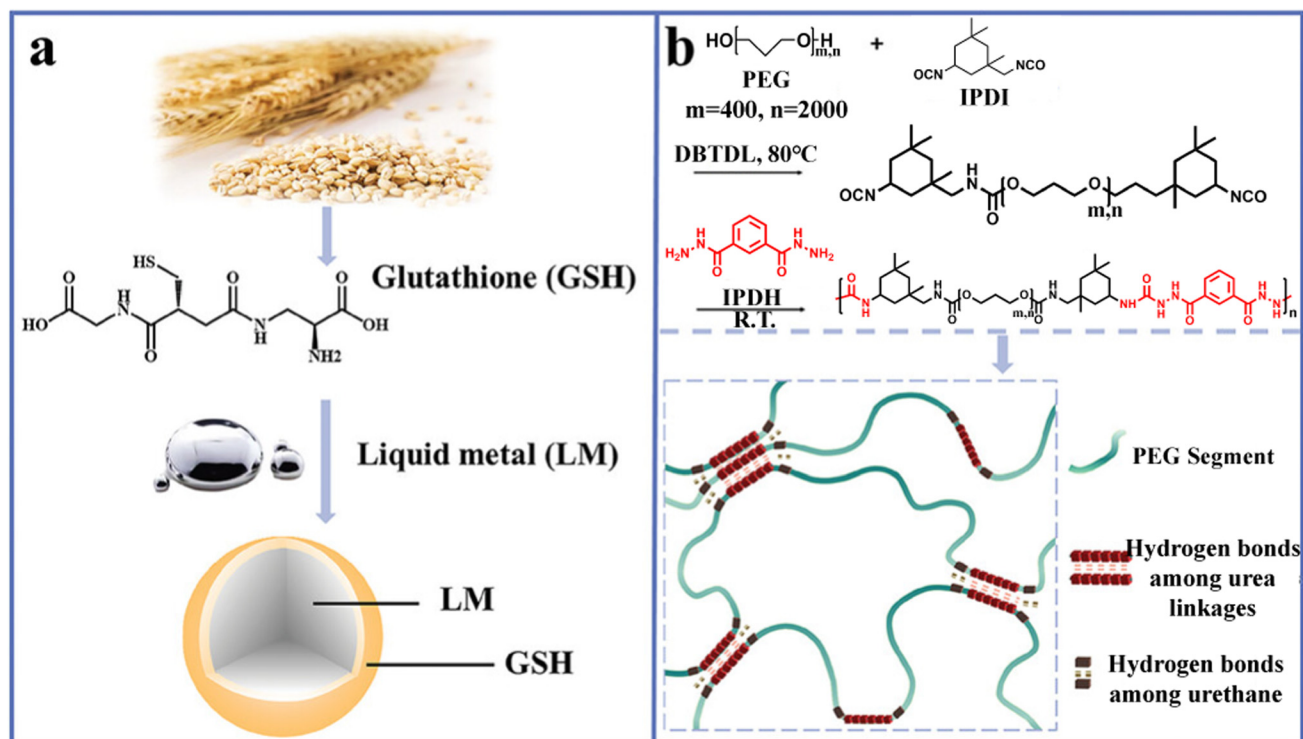 a
Glutathione (GSH)
HS
O
HO
N
H
O
O
N
H
O
OH
NH2
Liquid metal (LM)
LM
GSH
b
HO
O
H
m,n
+
OCN
NCO
PEG
IPDI
m=400, n=2000
DBTDL, 80℃
OCN
H
N
O
O
O
m,n
NCO
H2N
H
N
O
O
H
N
NH2
IPDH
R.T.
O
N
H
H
N
O
O
O
m,n
O
H
N
NH
O
H
N
N
H
O
O
H
N
N
H
n
PEG Segment
Hydrogen bonds
among urea
linkages
Hydrogen bonds
among urethane